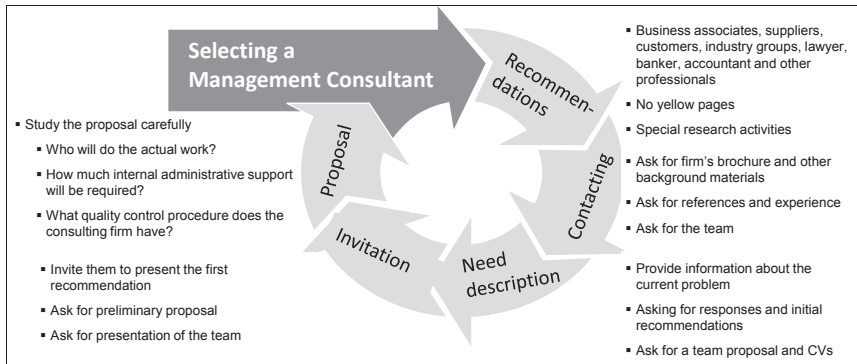 Selecting a
Management Consultant
Recommen-
dations
▪ Business associates, suppliers,
customers, industry groups, lawyer,
banker, accountant and other
professionals
▪ No yellow pages
▪ Special research activities
Contacting
▪ Ask for firm's brochure and other
background materials
▪ Ask for references and experience
▪ Ask for the team
Need
description
▪ Provide information about the
current problem
▪ Asking for responses and initial
recommendations
▪ Ask for a team proposal and CVs
Invitation
▪ Invite them to present the first
recommendation
▪ Ask for preliminary proposal
▪ Ask for presentation of the team
Proposal
▪ Study the proposal carefully
▪ Who will do the actual work?
▪ How much internal administrative support
will be required?
▪ What quality control procedure does the
consulting firm have?